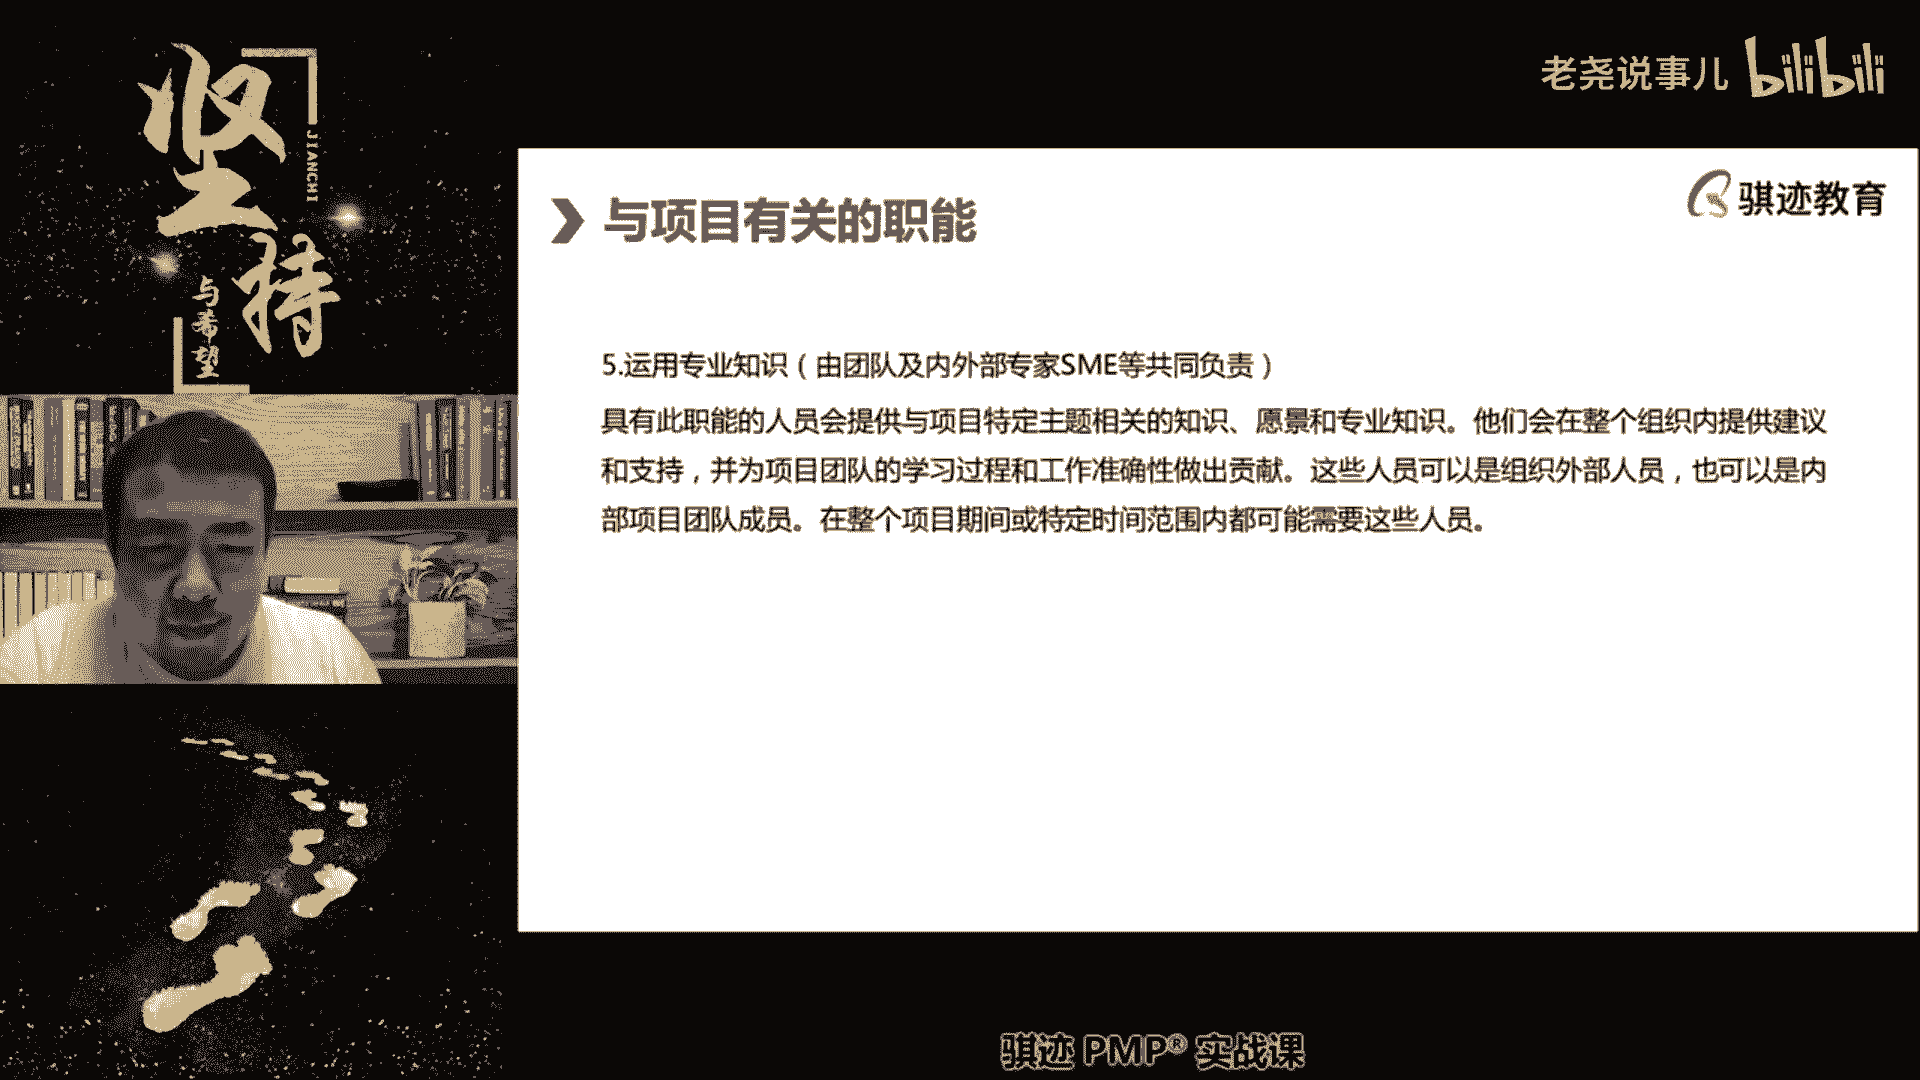 坚持
JIANCHI
与希望
老尧说事儿 bilibili
骐迹教育
与项目有关的职能
5.运用专业知识（由团队及内外部专家SME等共同负责）
具有此职能的人员会提供与项目特定主题相关的知识、愿景和专业知识。他们会在整个组织内提供建议
和支持，并为项目团队的学习过程和工作准确性做出贡献。这些人员可以是组织外部人员，也可以是内
部项目团队成员。在整个项目期间或特定时间范围内都可能需要这些人员。
骐迹 PMP® 实战课